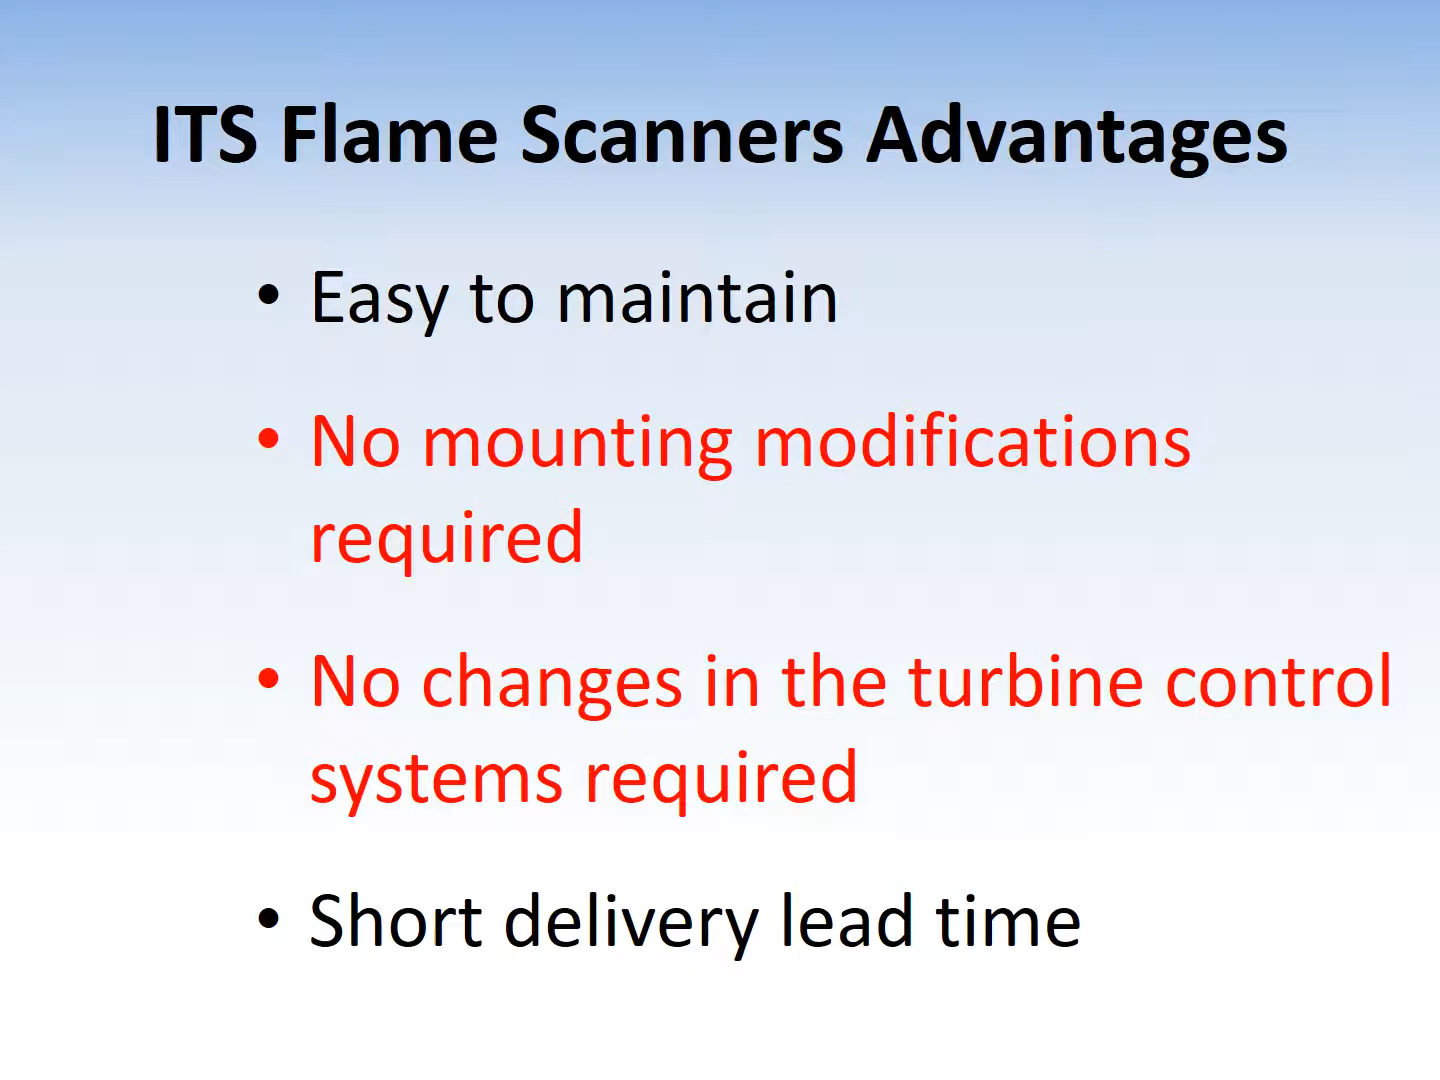 ITS Flame Scanners Advantages
• Easy to maintain
• No mounting modifications
required
• No changes in the turbine control
systems required
• Short delivery lead time